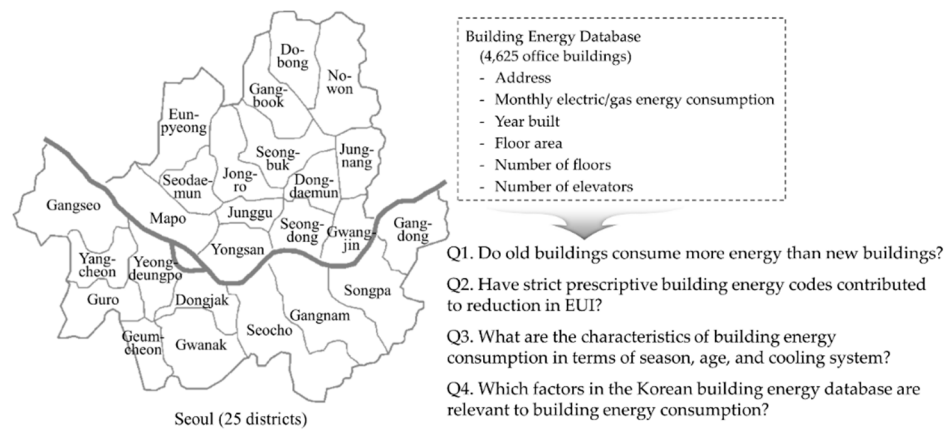 Do-
bong
No-
won
Gang-
book
Eun-
pyeong
Seong-
buk
Jung-
nang
Seodae-
mun
Jong-
ro
Dong-
daemun
Gangseo
Mapo
Junggu
Seong-
dong
Gwang-
jin
Gang-
dong
Yongsan
Yang-
cheon
Yeong-
deungpo
Songpa
Guro
Dongjak
Gangnam
Seocho
Geum-
cheon
Gwanak
Seoul (25 districts)
Building Energy Database
(4,625 office buildings)
- Address
- Monthly electric/gas energy consumption
- Year built
- Floor area
- Number of floors
- Number of elevators
Q1. Do old buildings consume more energy than new buildings?
Q2. Have strict prescriptive building energy codes contributed
to reduction in EUI?
Q3. What are the characteristics of building energy
consumption in terms of season, age, and cooling system?
Q4. Which factors in the Korean building energy database are
relevant to building energy consumption?